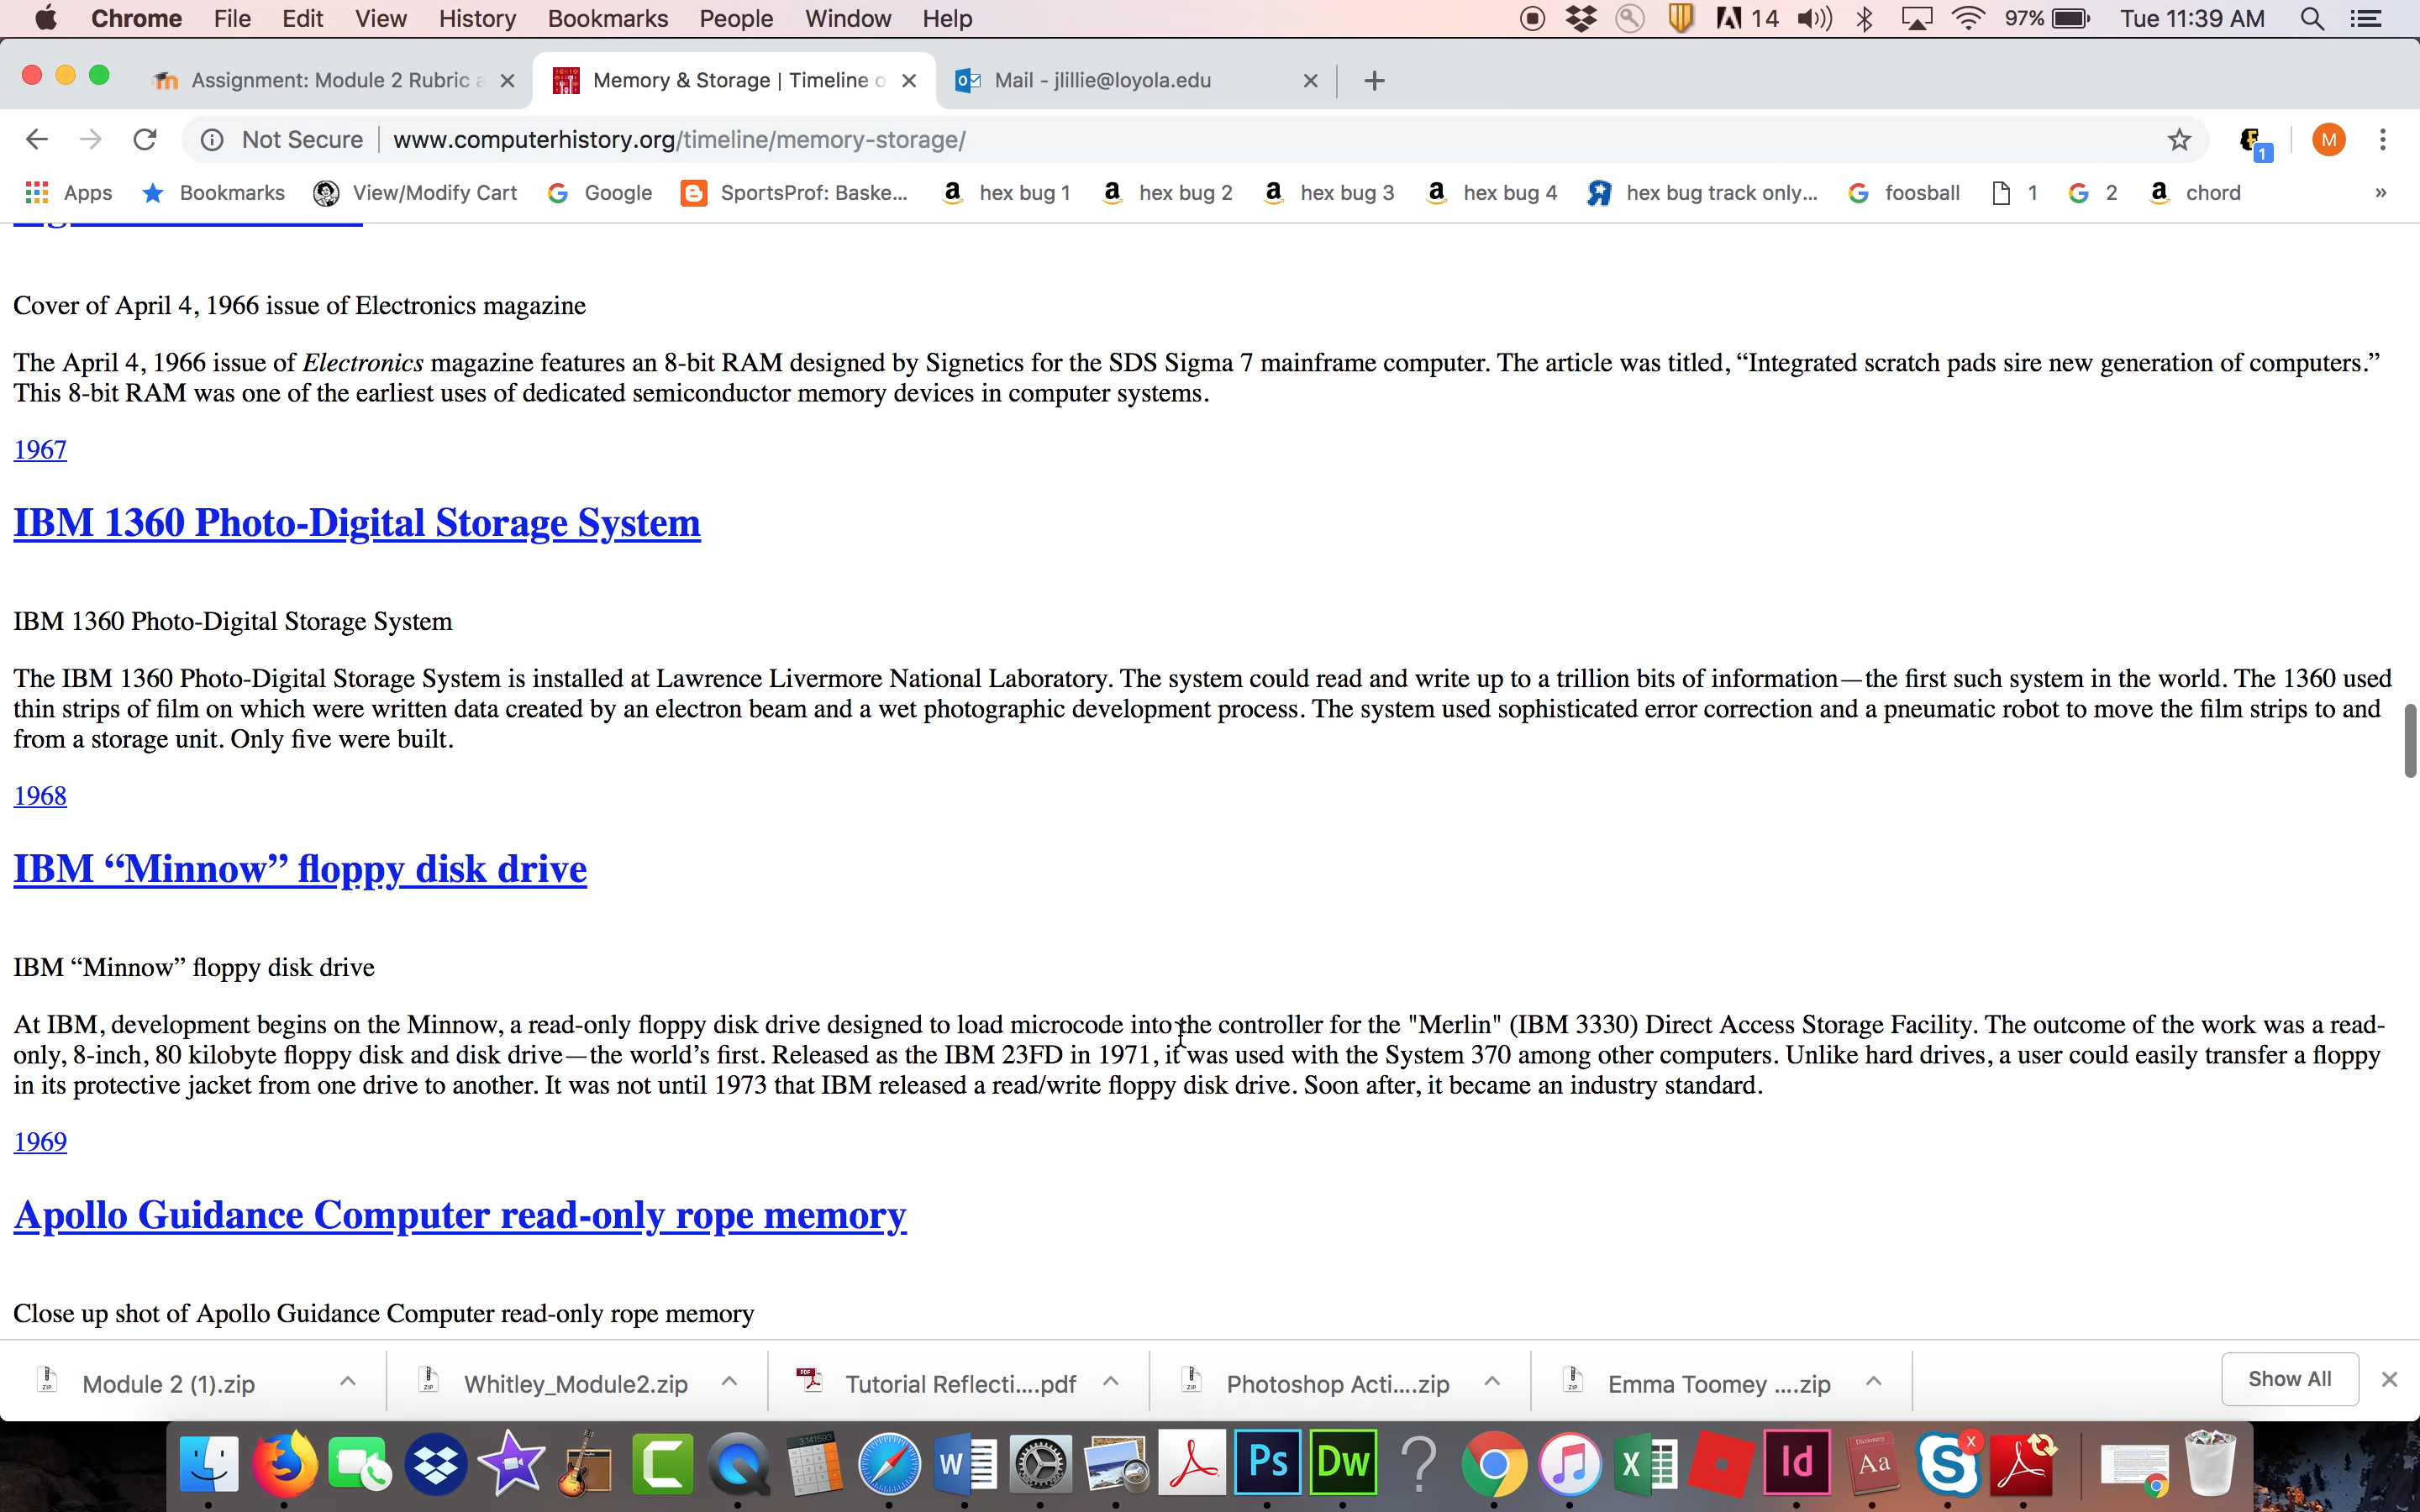 Chrome File Edit View History Bookmarks People Window Help 14 97% Tue 11:39 AM
Assignment: Module 2 Rubric a Memory & Storage | Timeline o Mail - jlillie@loyola.edu
Not Secure www.computerhistory.org/timeline/memory-storage/ 1 M
Apps Bookmarks View/Modify Cart Google SportsProf: Baske... hex bug 1 hex bug 2 hex bug 3 hex bug 4 hex bug track only... foosball 1 2 chord »
Cover of April 4, 1966 issue of Electronics magazine
The April 4, 1966 issue of Electronics magazine features an 8-bit RAM designed by Signetics for the SDS Sigma 7 mainframe computer. The article was titled, “Integrated scratch pads sire new generation of computers.”
This 8-bit RAM was one of the earliest uses of dedicated semiconductor memory devices in computer systems.
1967
IBM 1360 Photo-Digital Storage System
IBM 1360 Photo-Digital Storage System
The IBM 1360 Photo-Digital Storage System is installed at Lawrence Livermore National Laboratory. The system could read and write up to a trillion bits of information—the first such system in the world. The 1360 used
thin strips of film on which were written data created by an electron beam and a wet photographic development process. The system used sophisticated error correction and a pneumatic robot to move the film strips to and
from a storage unit. Only five were built.
1968
IBM “Minnow” floppy disk drive
IBM “Minnow” floppy disk drive
At IBM, development begins on the Minnow, a read-only floppy disk drive designed to load microcode into the controller for the "Merlin" (IBM 3330) Direct Access Storage Facility. The outcome of the work was a read-
only, 8-inch, 80 kilobyte floppy disk and disk drive—the world’s first. Released as the IBM 23FD in 1971, it was used with the System 370 among other computers. Unlike hard drives, a user could easily transfer a floppy
in its protective jacket from one drive to another. It was not until 1973 that IBM released a read/write floppy disk drive. Soon after, it became an industry standard.
1969
Apollo Guidance Computer read-only rope memory
Close up shot of Apollo Guidance Computer read-only rope memory
Module 2 (1).zip Whitley_Module2.zip Tutorial Reflecti....pdf Photoshop Acti....zip Emma Toomey ....zip Show All
3.141593 W Ps Dw ? X Id Dictionary Aa S